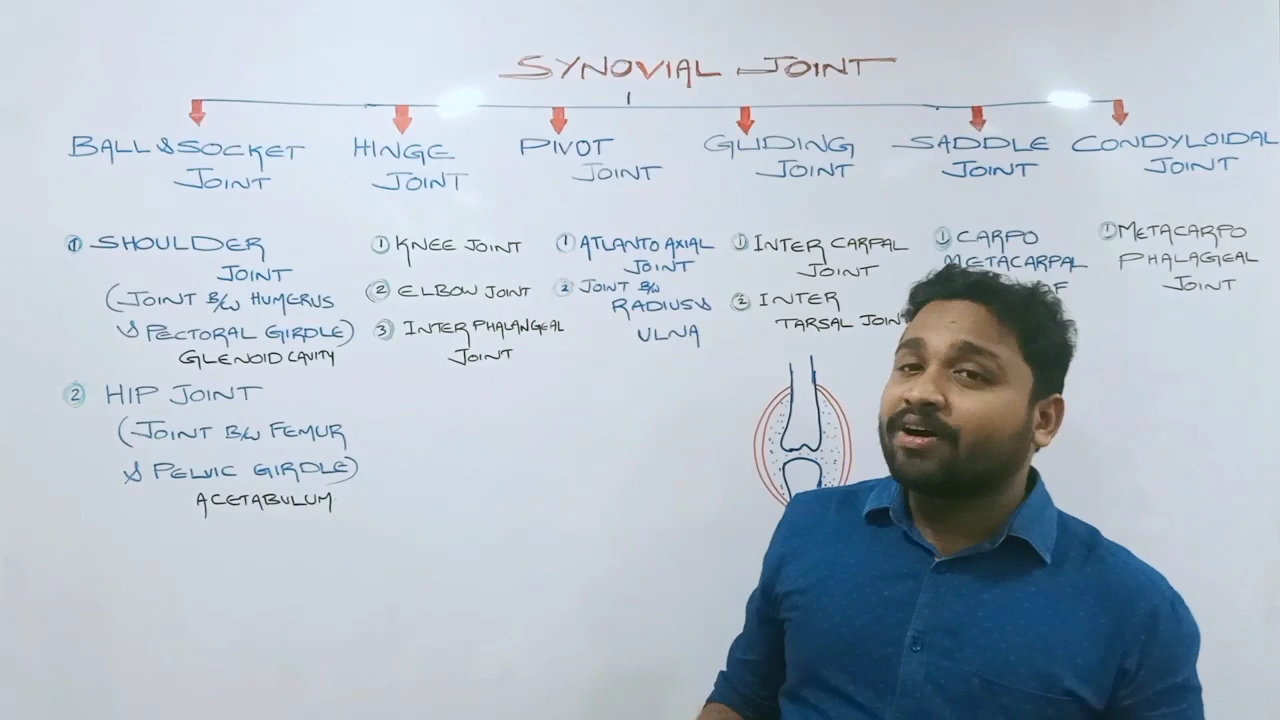 SYNOVIAL JOINT
BALL & SOCKET
JOINT
① SHOULDER
JOINT
(JOINT B/W HUMERUS
& PECTORAL GIRDLE)
GLENOID CAVITY
② HIP JOINT
(JOINT B/W FEMUR
& PELVIC GIRDLE)
ACETABULUM
HINGE
JOINT
① KNEE JOINT
② ELBOW JOINT
③ INTER PHALANGEAL
JOINT
PIVOT
JOINT
① ATLANTO AXIAL
JOINT
② JOINT B/W
RADIUS &
ULNA
GLIDING
JOINT
① INTER CARPAL
JOINT
② INTER
TARSAL JOINT
SADDLE
JOINT
① CARPO
METACARPAL
OF
CONDYLOIDAL
JOINT
① METACARPO
PHALAGEAL
JOINT